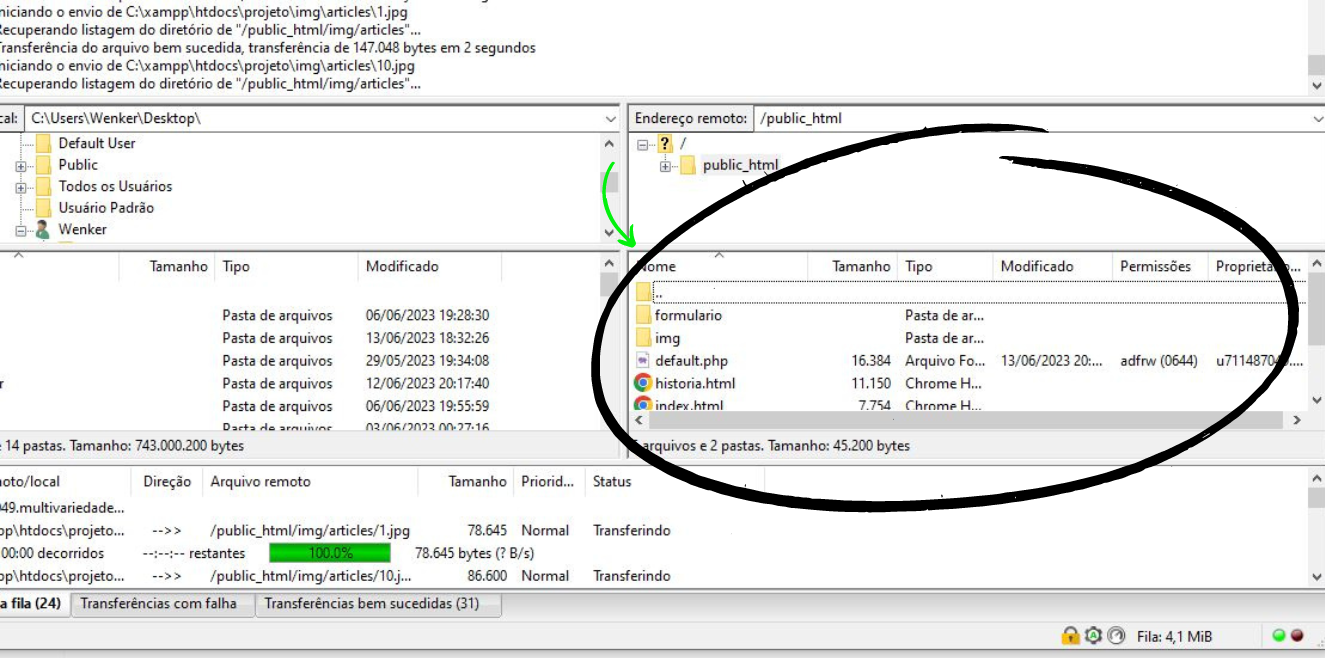 niciando o envio de C:\xampp\htdocs\projeto\img\articles\1.jpg
Recuperando listagem do diretório de "/public_html/img/articles"...
Transferência do arquivo bem sucedida, transferência de 147.048 bytes em 2 segundos
niciando o envio de C:\xampp\htdocs\projeto\img\articles\10.jpg
Recuperando listagem do diretório de "/public_html/img/articles"...
cal: C:\Users\Wenker\Desktop\
Default User
Public
Todos os Usuários
Usuário Padrão
Wenker
Endereço remoto: /public_html
? /
public_html
Tamanho Tipo Modificado
Pasta de arquivos 06/06/2023 19:28:30
Pasta de arquivos 13/06/2023 18:32:26
Pasta de arquivos 29/05/2023 19:34:08
r Pasta de arquivos 12/06/2023 20:17:40
Pasta de arquivos 06/06/2023 19:55:59
Pasta de arquivos 03/06/2023 00:27:16
e 14 pastas. Tamanho: 743.000.200 bytes
Nome Tamanho Tipo Modificado Permissões Proprietário...
..
formulario Pasta de ar...
img Pasta de ar...
default.php 16.384 Arquivo Fo... 13/06/2023 20:... adfrw (0644)
historia.html 11.150 Chrome H...
index.html 7.754 Chrome H...
arquivos e 2 pastas. Tamanho: 45.200 bytes
moto/local Direção Arquivo remoto Tamanho Priorid... Status
049.multivariedade...
pp\htdocs\projeto... -->> /public_html/img/articles/1.jpg 78.645 Normal Transferindo
00:00 decorridos --:--:-- restantes 100.0% 78.645 bytes (? B/s)
pp\htdocs\projeto... -->> /public_html/img/articles/10.j... 86.600 Normal Transferindo
a fila (24) Transferências com falha Transferências bem sucedidas (31)
Fila: 4,1 MiB